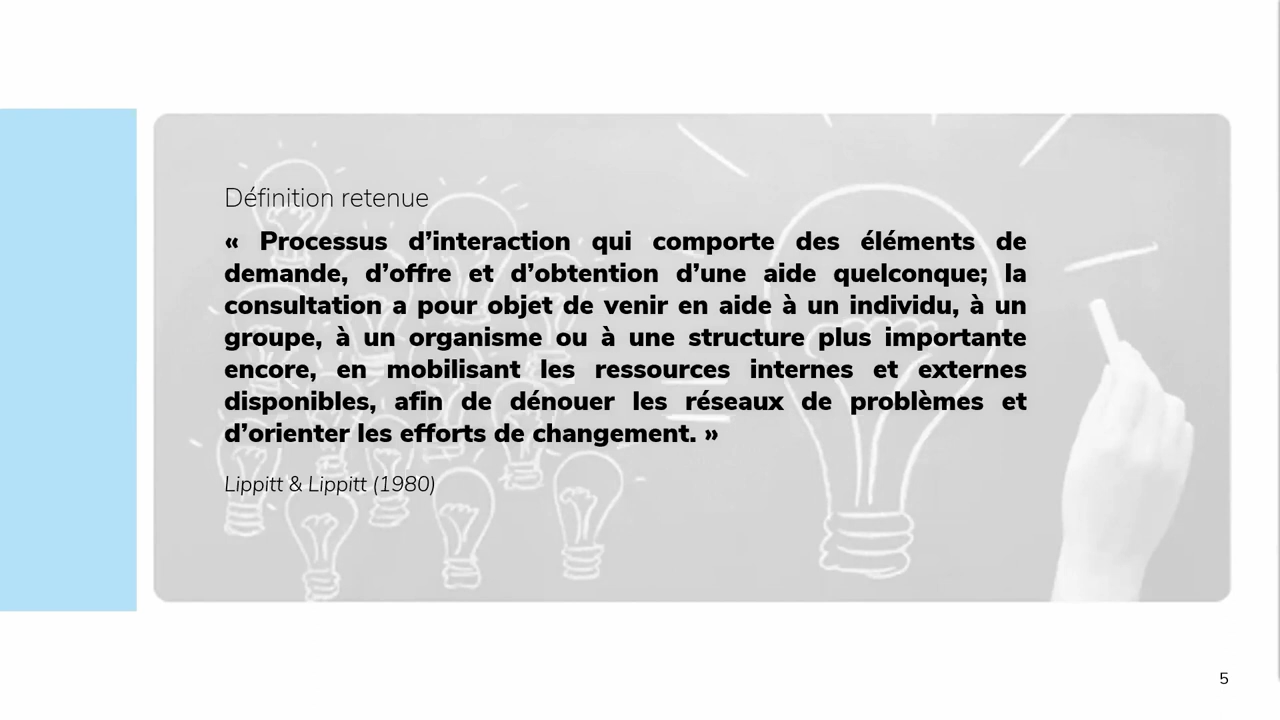 Définition retenue
« Processus d’interaction qui comporte des éléments de
demande, d’offre et d’obtention d’une aide quelconque; la
consultation a pour objet de venir en aide à un individu, à un
groupe, à un organisme ou à une structure plus importante
encore, en mobilisant les ressources internes et externes
disponibles, afin de dénouer les réseaux de problèmes et
d’orienter les efforts de changement. »
Lippitt & Lippitt (1980)
5